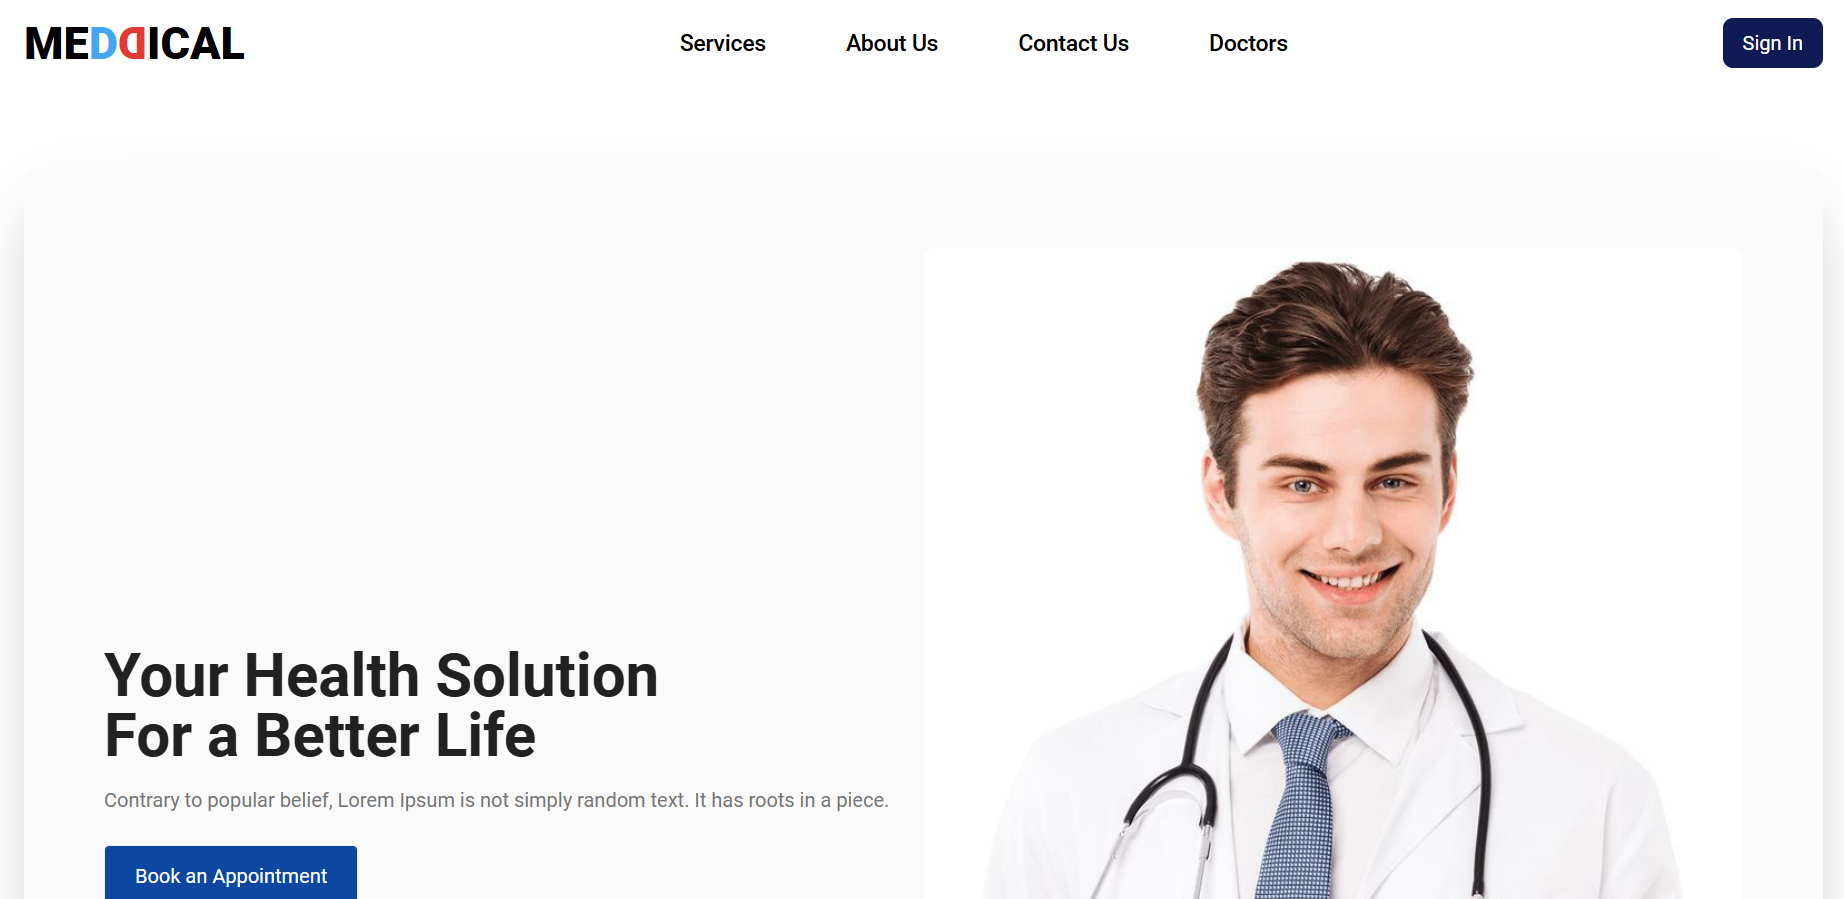 MEDDICAL
Services
About Us
Contact Us
Doctors
Sign In
Your Health Solution
For a Better Life
Contrary to popular belief, Lorem Ipsum is not simply random text. It has roots in a piece.
Book an Appointment